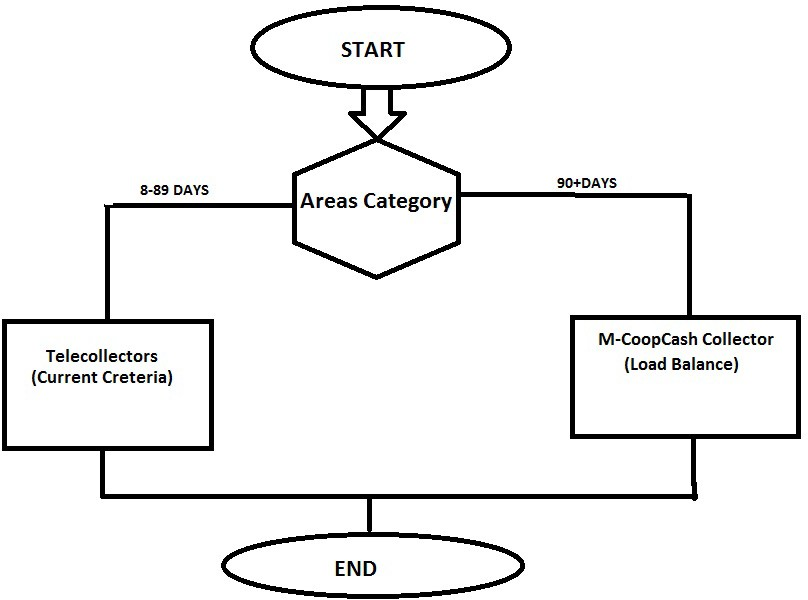 START
Areas Category
8-89 DAYS
90+DAYS
Telecollectors
(Current Creteria)
M-CoopCash Collector
(Load Balance)
END